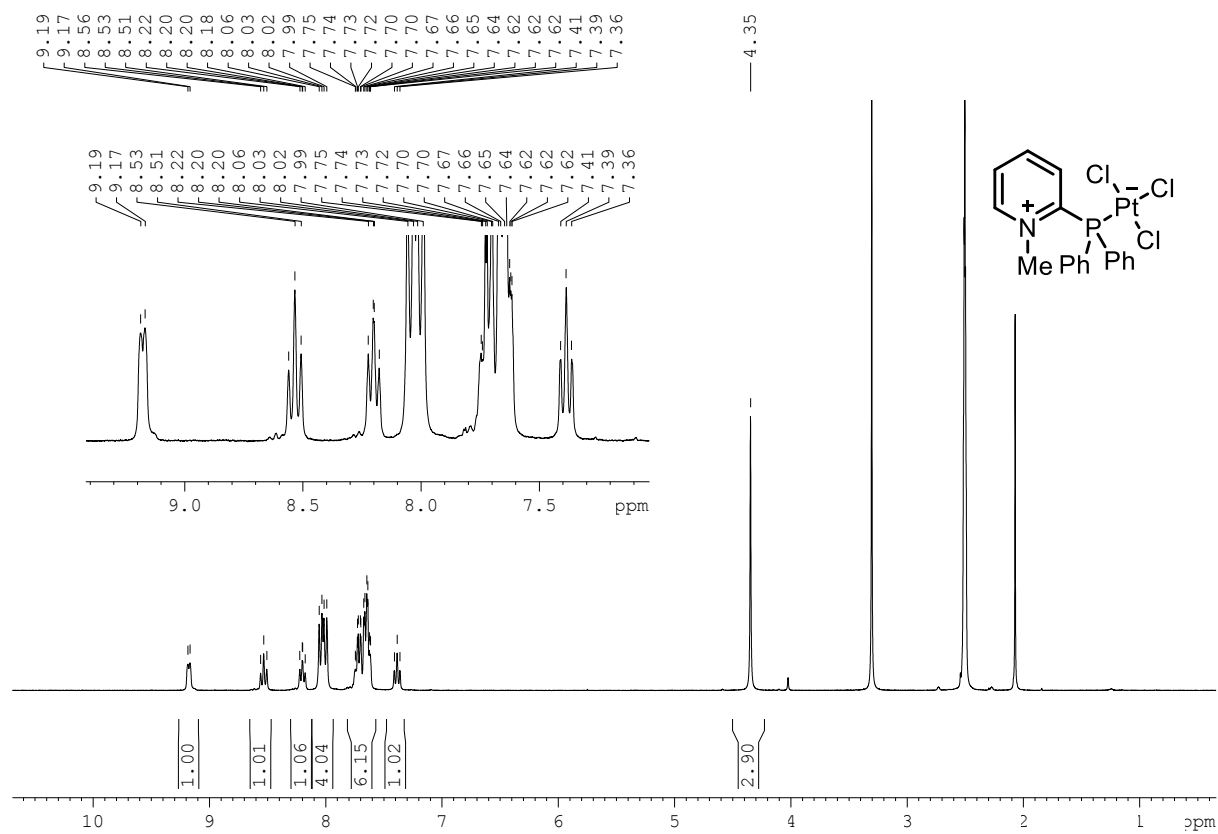 9.19 9.17 8.56 8.53 8.51 8.22 8.20 8.20 8.18 8.06 8.03 8.02 7.99 7.75 7.74 7.73 7.72 7.70 7.70 7.67 7.66 7.65 7.64 7.62 7.62 7.62 7.41 7.39 7.36
4.35
9.19 9.17 8.53 8.51 8.22 8.20 8.20 8.06 8.03 8.02 7.99 7.75 7.74 7.73 7.72 7.70 7.70 7.67 7.66 7.65 7.64 7.62 7.62 7.62 7.41 7.39 7.36
Cl − Cl
+ Pt
N P Cl
Me Ph Ph
9.0 8.5 8.0 7.5 ppm
1.00 1.01 1.06 4.04 6.15 1.02 2.90
10 9 8 7 6 5 4 3 2 1 ppm